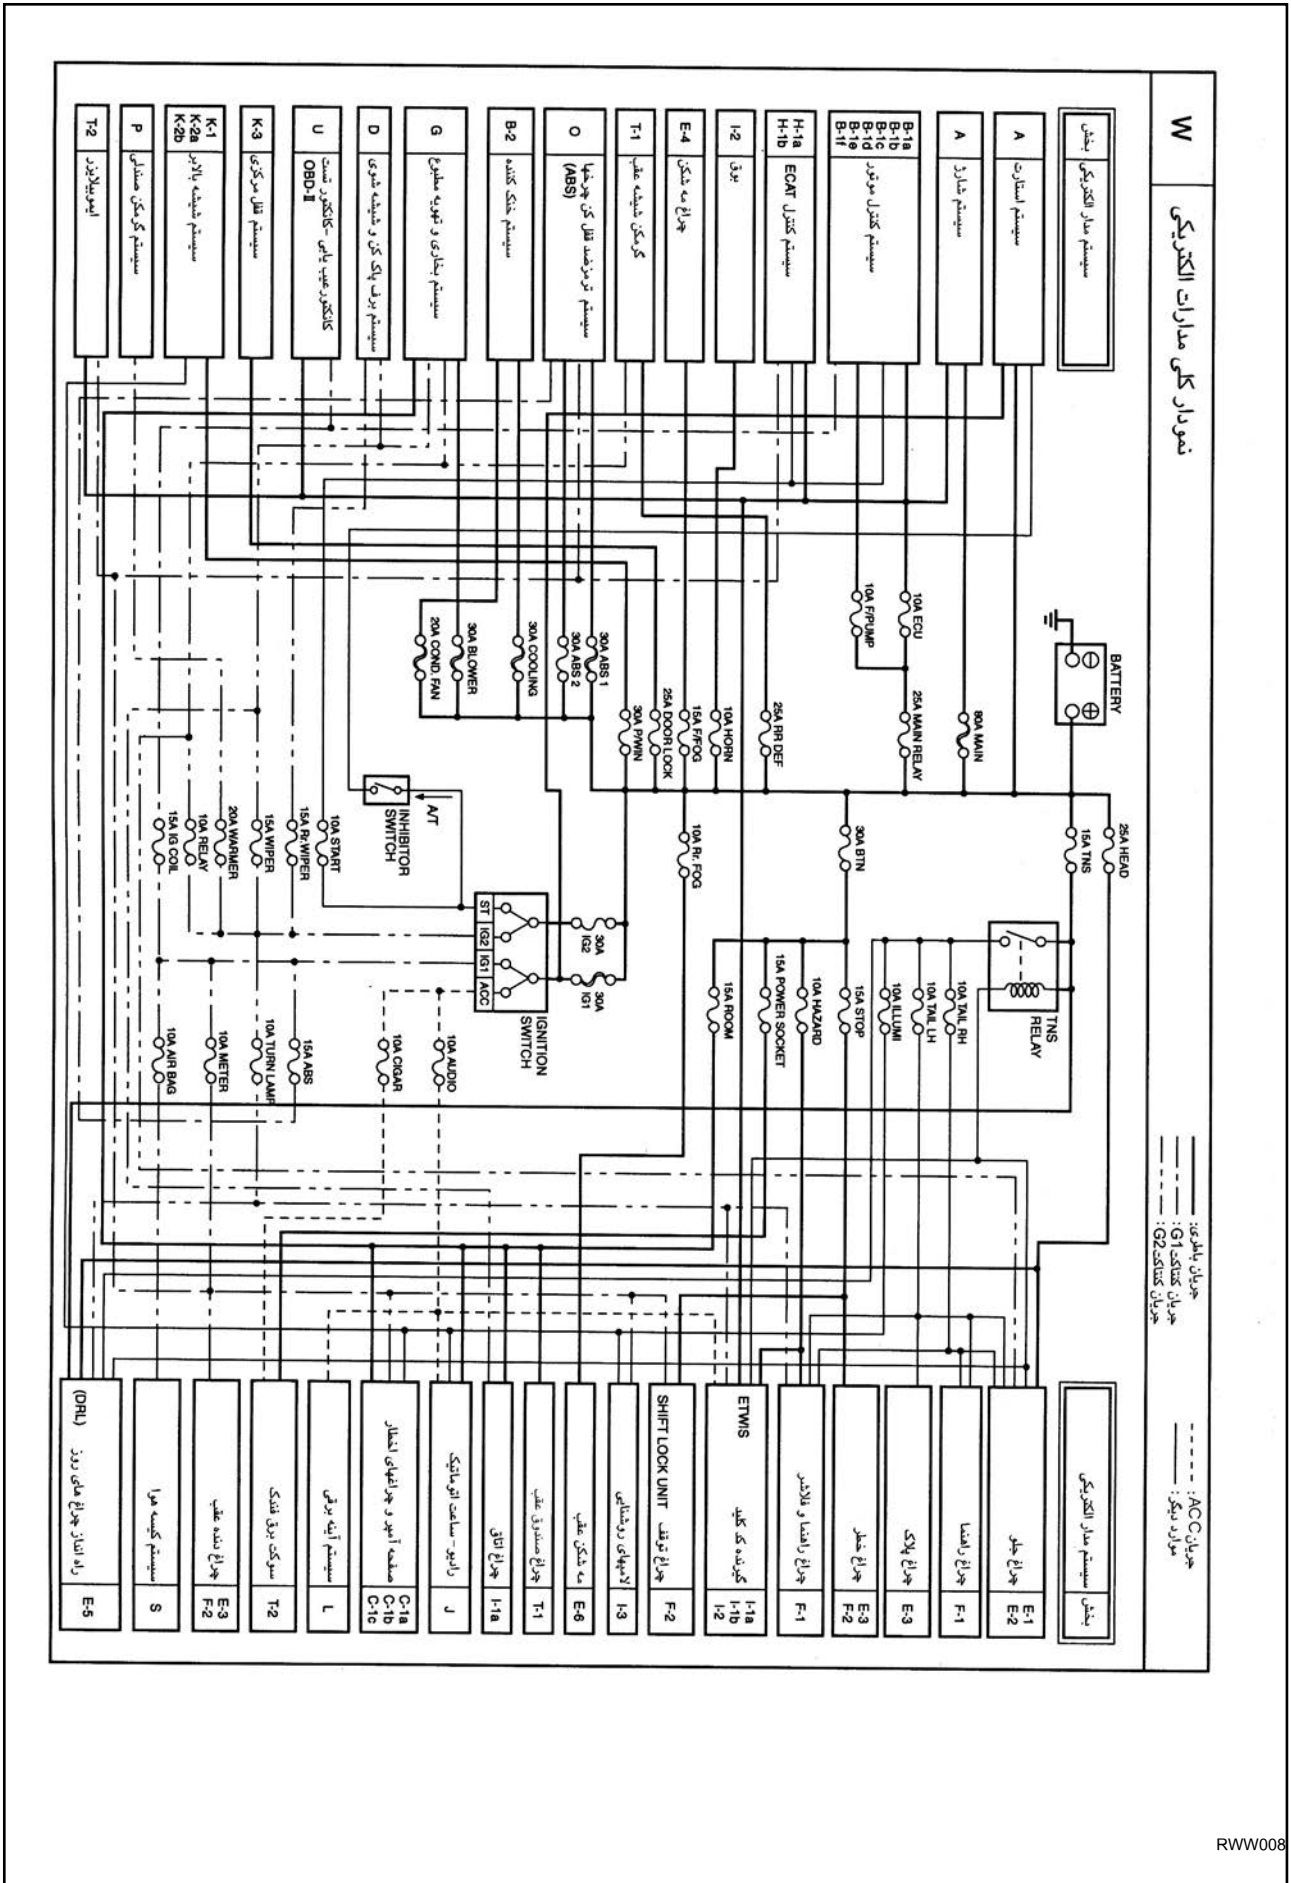 W
نمودار کلی مدارات الکتریکی
جریان باطری:
جریان کنتاکت G1:
جریان کنتاکت G2:
جریان ACC:
موارد دیگر:
بخش
سیستم مدار الکتریکی
A
سیستم استارت
A
سیستم شارژ
B-1a
B-1b
B-1c
B-1d
B-1e
B-1f
سیستم کنترل موتور
H-1a
H-1b
سیستم کنترل ECAT
I-2
بوق
E-4
چراغ مه شکن
T-1
گرمکن شیشه عقب
O
سیستم ترمزضد قفل کن چرخها
(ABS)
B-2
سیستم خنک کننده
G
سیستم بخاری و تهویه مطبوع
D
سیستم برف پاک کن و شیشه شوی
U
کانکتور عیب یابی -کانکتور تست
OBD-II
K-3
سیستم قفل مرکزی
K-1
K-2a
K-2b
سیستم شیشه بالابر
P
سیستم گرمکن صندلی
T-2
ایموبیلایزر
BATTERY
10A ECU
10A F/PUMP
80A MAIN
25A MAIN RELAY
30A ABS 1
30A ABS 2
30A COOLING
30A BLOWER
20A COND. FAN
25A RR DEF
10A HORN
15A F/FOG
25A DOOR LOCK
30A P/WIN
25A HEAD
15A TNS
30A BTN
10A Rr. FOG
A/T
INHIBITOR
SWITCH
10A START
15A Rr.WIPER
15A WIPER
20A WARMER
10A RELAY
15A IG COIL
ST
IG2
IG1
ACC
30A
IG2
30A
IG1
IGNITION
SWITCH
TNS
RELAY
10A TAIL RH
10A TAIL LH
10A ILLUMI
15A STOP
10A HAZARD
15A POWER SOCKET
15A ROOM
10A AUDIO
10A CIGAR
15A ABS
10A TURN LAMP
10A METER
10A AIR BAG
سیستم مدار الکتریکی
بخش
چراغ جلو
E-1
E-2
چراغ راهنما
F-1
چراغ پلاک
E-3
چراغ خطر
E-3
F-2
چراغ راهنما و فلاشر
F-1
ETWIS
گیرنده کد کلید
I-1a
I-1b
I-2
SHIFT LOCK UNIT چراغ توقف
F-2
لامپهای روشنایی
I-3
مه شکن عقب
E-6
چراغ صندوق عقب
T-1
چراغ اتاق
I-1a
رادیو - ساعت اتوماتیک
J
صفحه آمپر و چراغهای اخطار
C-1a
C-1b
C-1c
سیستم آینه برقی
L
سوکت برق فندک
T-2
چراغ دنده عقب
E-3
F-2
سیستم کیسه هوا
S
راه انداز چراغ های روز (DRL)
E-5
RWW008